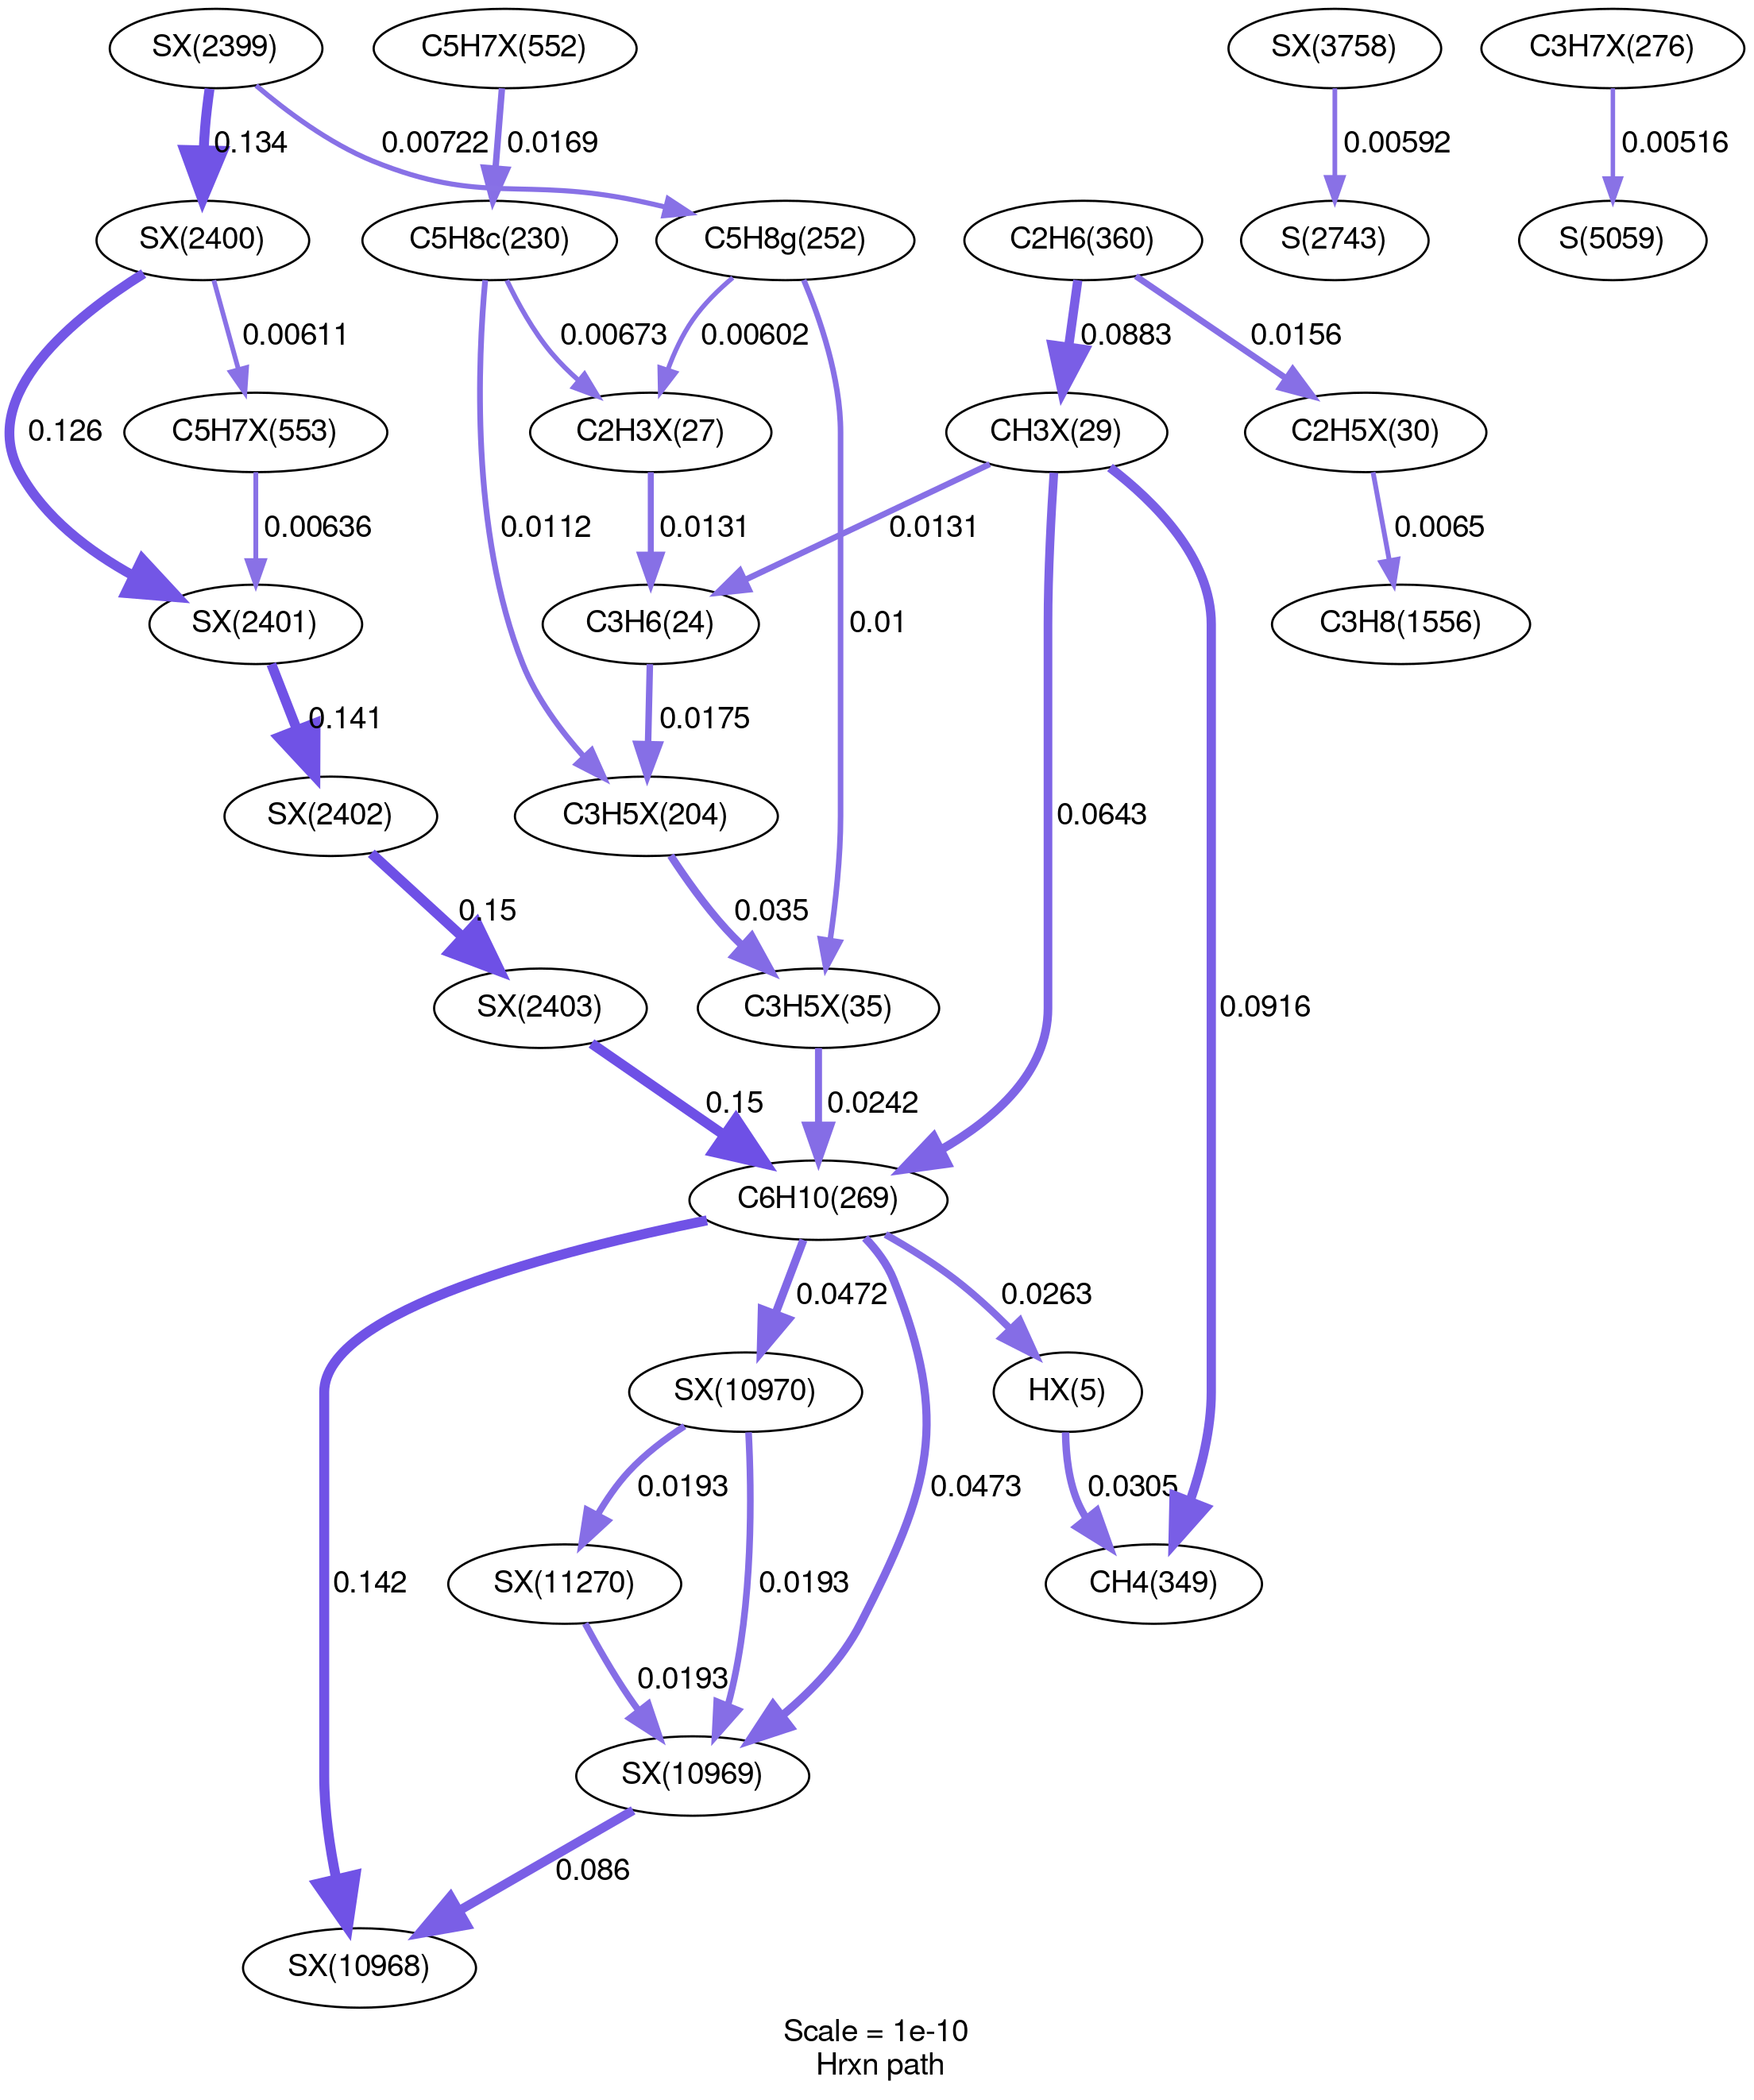 SX(2399)
C5H7X(552)
SX(3758)
C3H7X(276)
0.134
0.00722
0.0169
0.00592
0.00516
SX(2400)
C5H8c(230)
C5H8g(252)
C2H6(360)
S(2743)
S(5059)
0.00611
0.00673
0.00602
0.0883
0.0156
0.126
C5H7X(553)
C2H3X(27)
CH3X(29)
C2H5X(30)
0.00636
0.0112
0.0131
0.0131
0.0065
SX(2401)
C3H6(24)
0.01
C3H8(1556)
0.141
0.0175
SX(2402)
C3H5X(204)
0.0643
0.15
0.035
SX(2403)
C3H5X(35)
0.0916
0.15
0.0242
C6H10(269)
0.0472
0.0263
SX(10970)
HX(5)
0.0193
0.0473
0.0305
0.142
SX(11270)
0.0193
CH4(349)
0.0193
SX(10969)
0.086
SX(10968)
Scale = 1e-10
Hrxn path